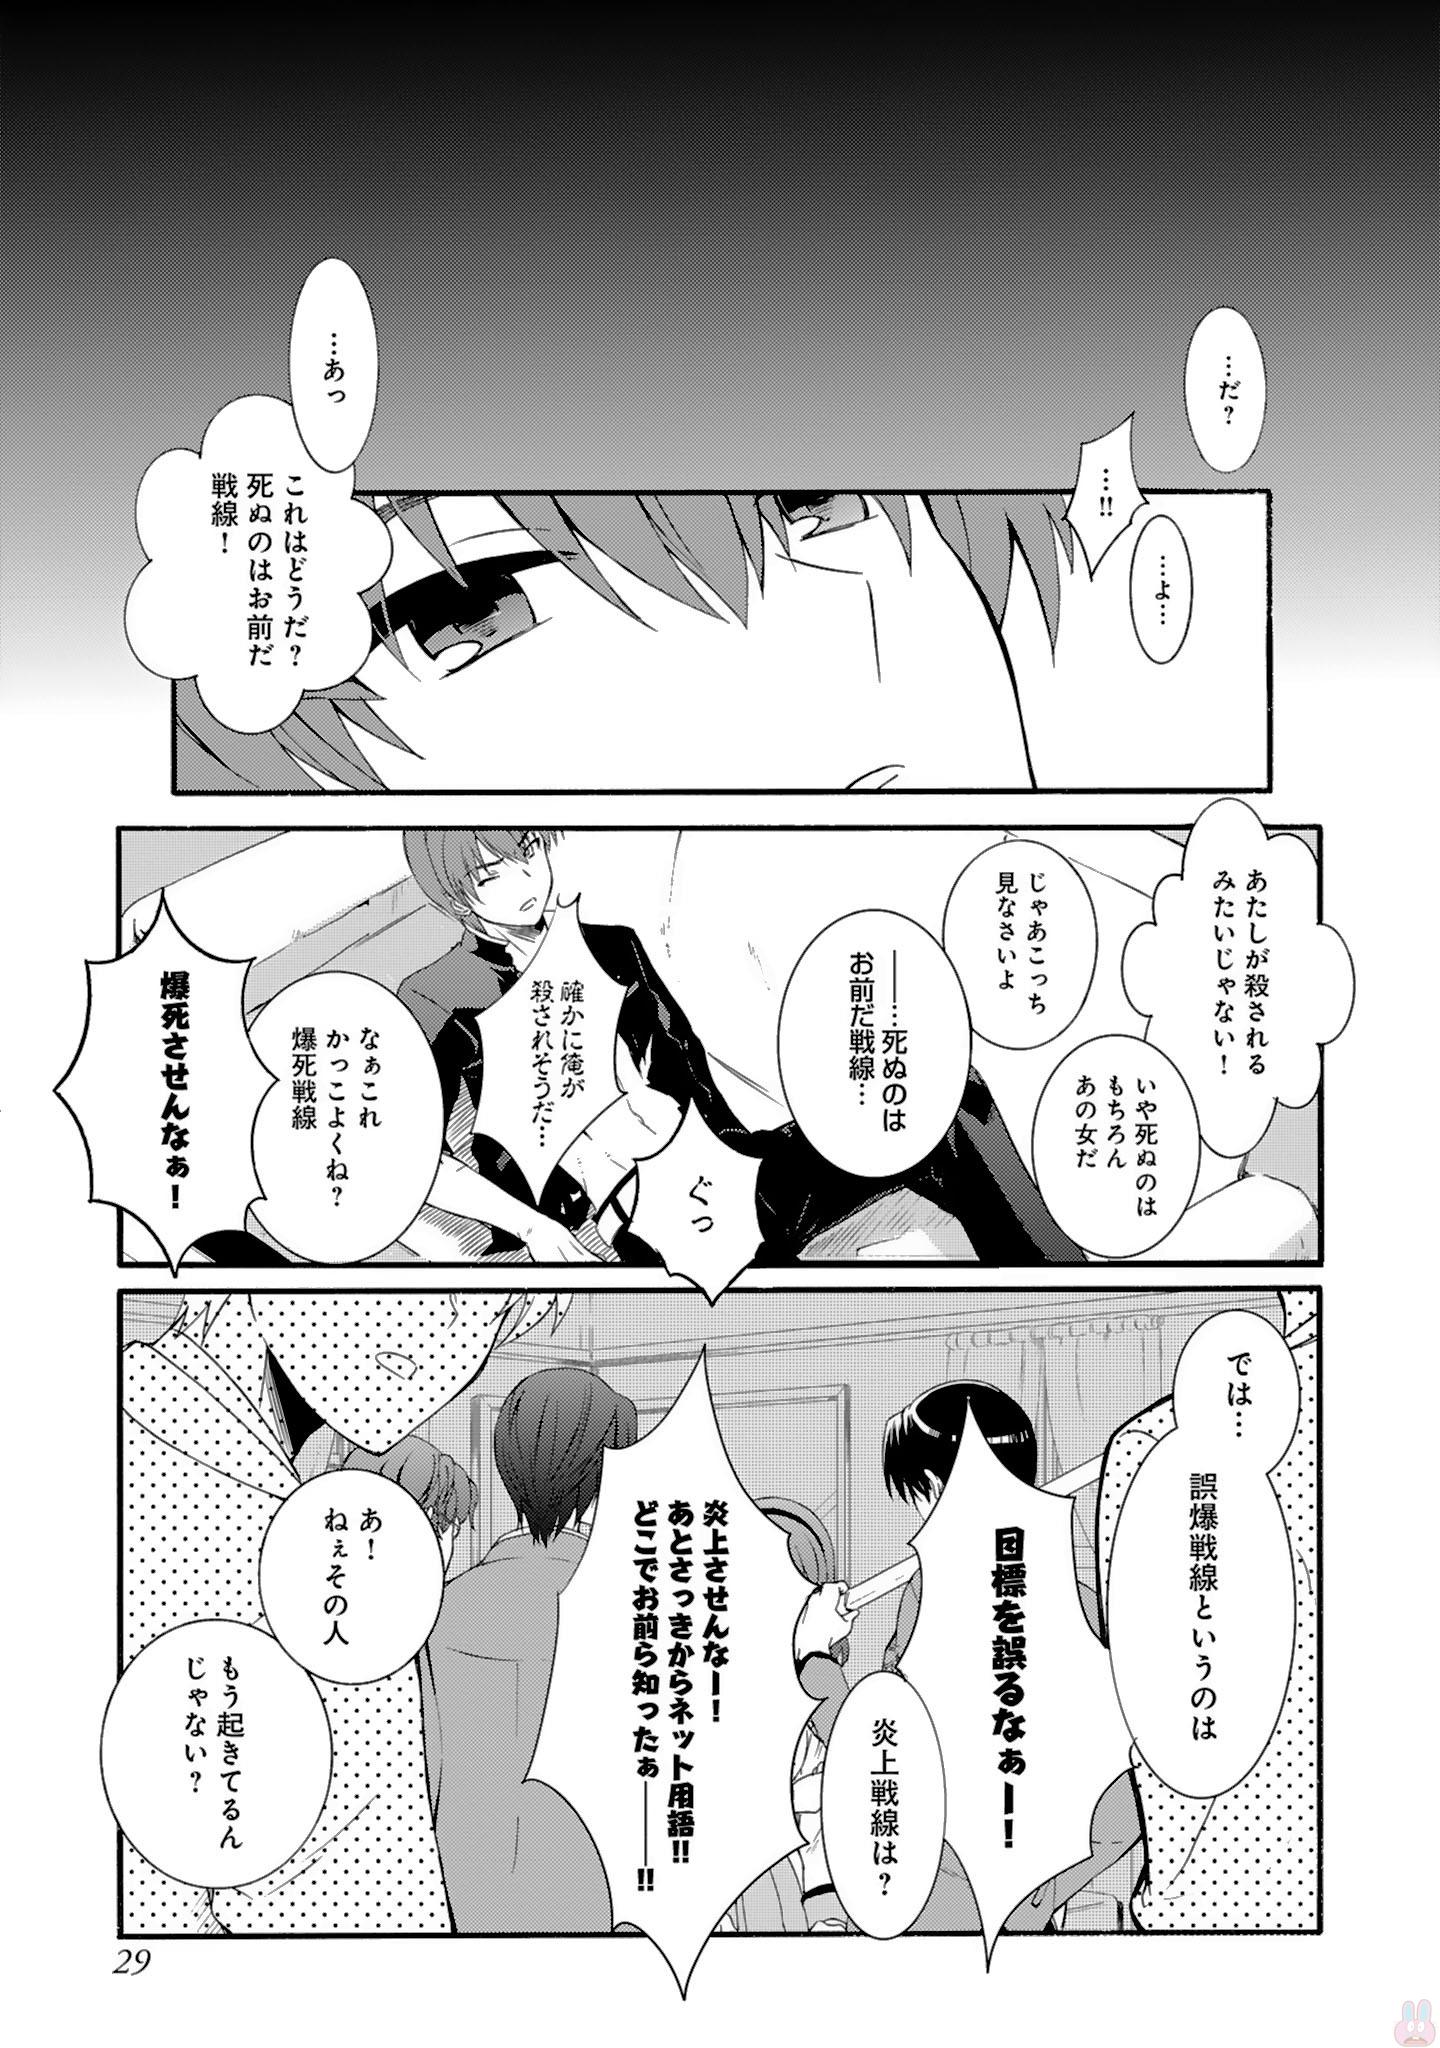 …だ?
…!!
…よ…
…あっ
これはどうだ?
死ぬのはお前だ
戦線!
あたしが殺される
みたいじゃない!
いや死ぬのは
もちろん
あの女だ
じゃあこっち
見なさいよ
――…死ぬのは
お前だ戦線…
ぐっ
確かに俺が
殺されそうだ…
なぁこれ
かっこよくね?
爆死戦線
爆死させんなぁ!
では…
誤爆戦線というのは
目標を誤るなぁー!
炎上戦線は?
炎上させんなー!
あとさっきからネット用語!!
どこでお前ら知ったぁ――!!
あ!
ねぇその人
もう起きてるん
じゃない?
29